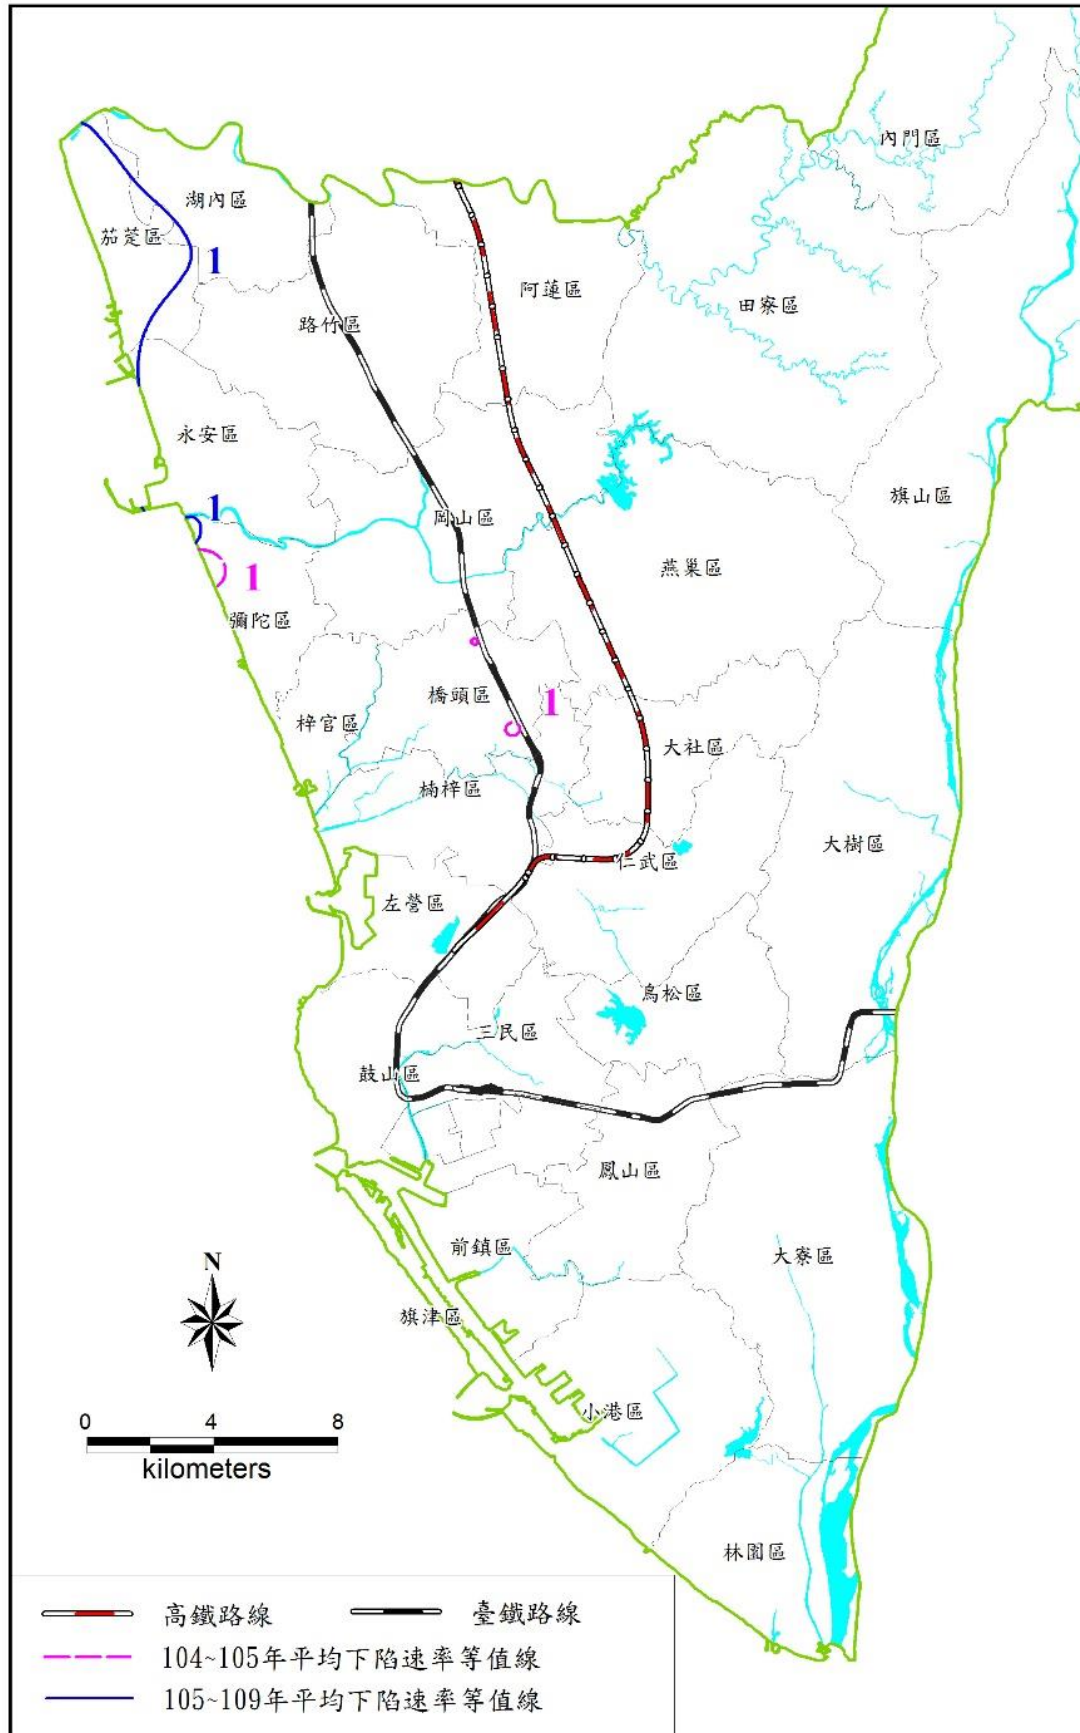 內門區
湖內區
茄萣區
1
阿蓮區
田寮區
路竹區
永安區
旗山區
1
岡山區
燕巢區
1
彌陀區
橋頭區
1
梓官區
大社區
楠梓區
大樹區
仁武區
左營區
鳥松區
三民區
鼓山區
鳳山區
前鎮區
大寮區
N
旗津區
小港區
0 4 8
kilometers
林園區
高鐵路線 臺鐵路線
104~105年平均下陷速率等值線
105~109年平均下陷速率等值線